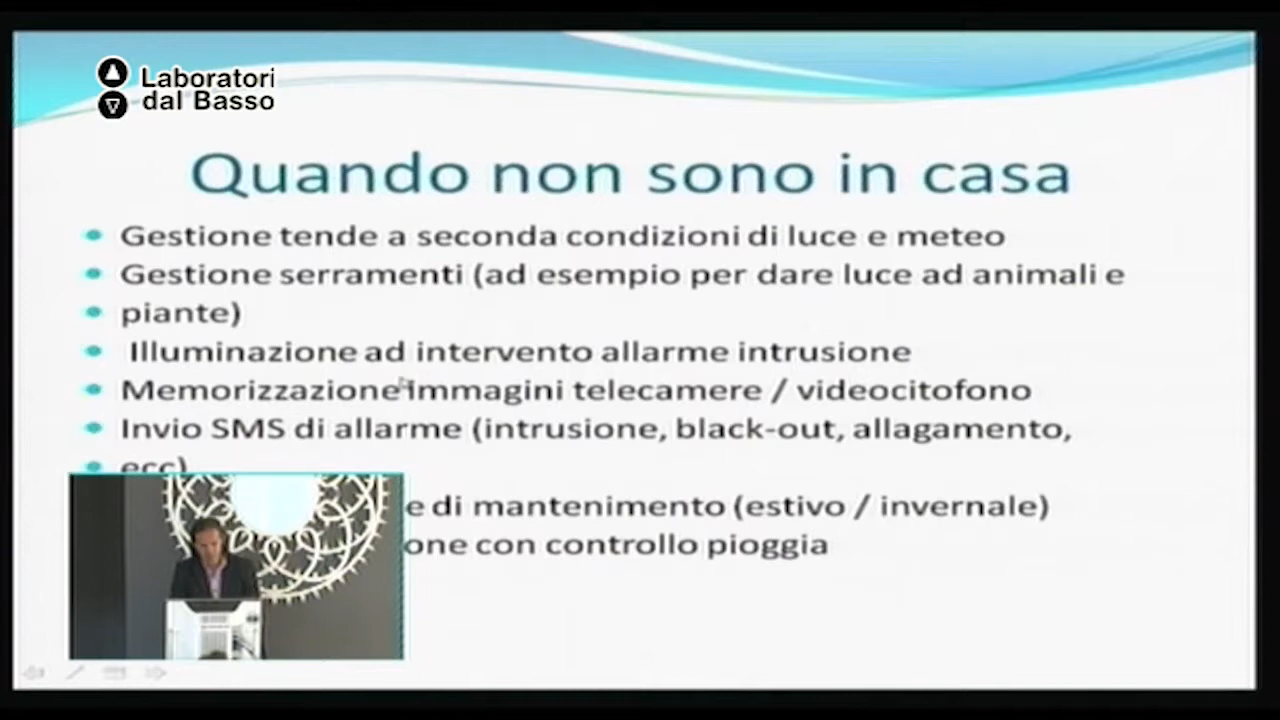 Laboratori
dal Basso
Quando non sono in casa
Gestione tende a seconda condizioni di luce e meteo
Gestione serramenti (ad esempio per dare luce ad animali e
piante)
Illuminazione ad intervento allarme intrusione
Memorizzazione Immagini telecamere / videocitofono
Invio SMS di allarme (intrusione, black-out, allagamento,
ecc)
e di mantenimento (estivo / invernale)
one con controllo pioggia